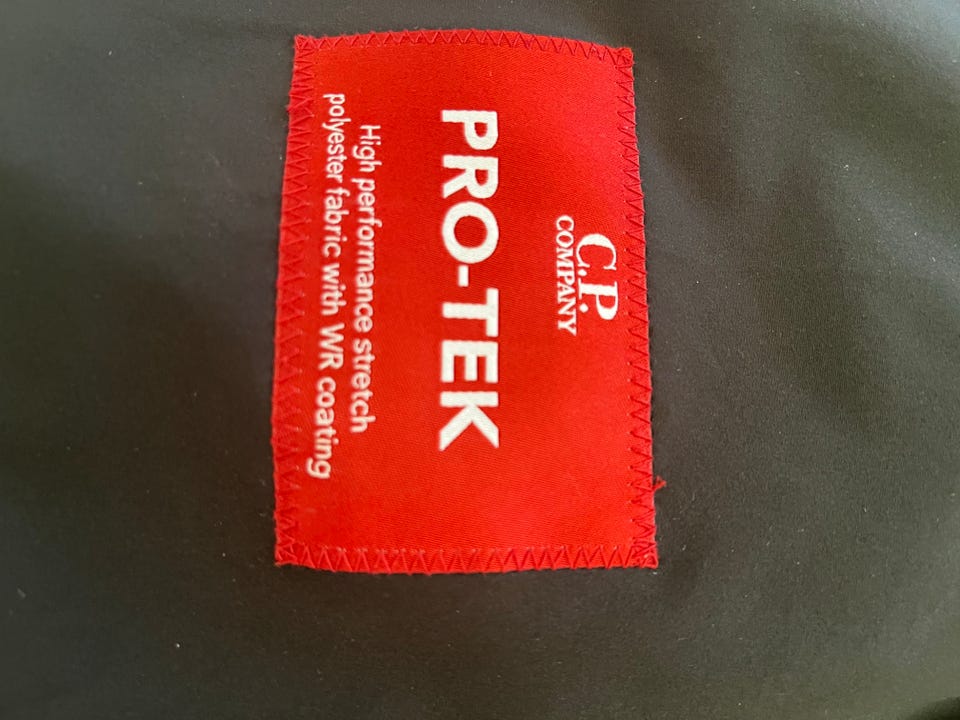 C.P.
COMPANY
PRO-TEK
High performance stretch
polyester fabric with WR coating